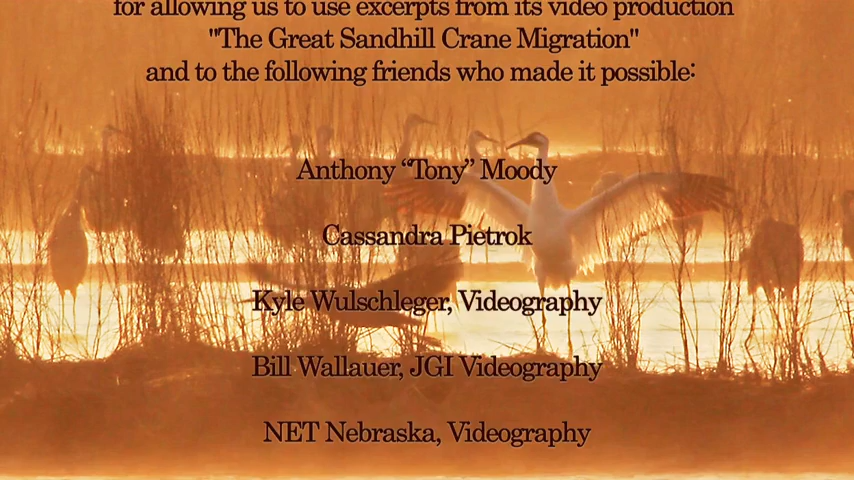 for allowing us to use excerpts from its video production
"The Great Sandhill Crane Migration"
and to the following friends who made it possible:
Anthony “Tony” Moody
Cassandra Pietrok
Kyle Wulschleger, Videography
Bill Wallauer, JGI Videography
NET Nebraska, Videography